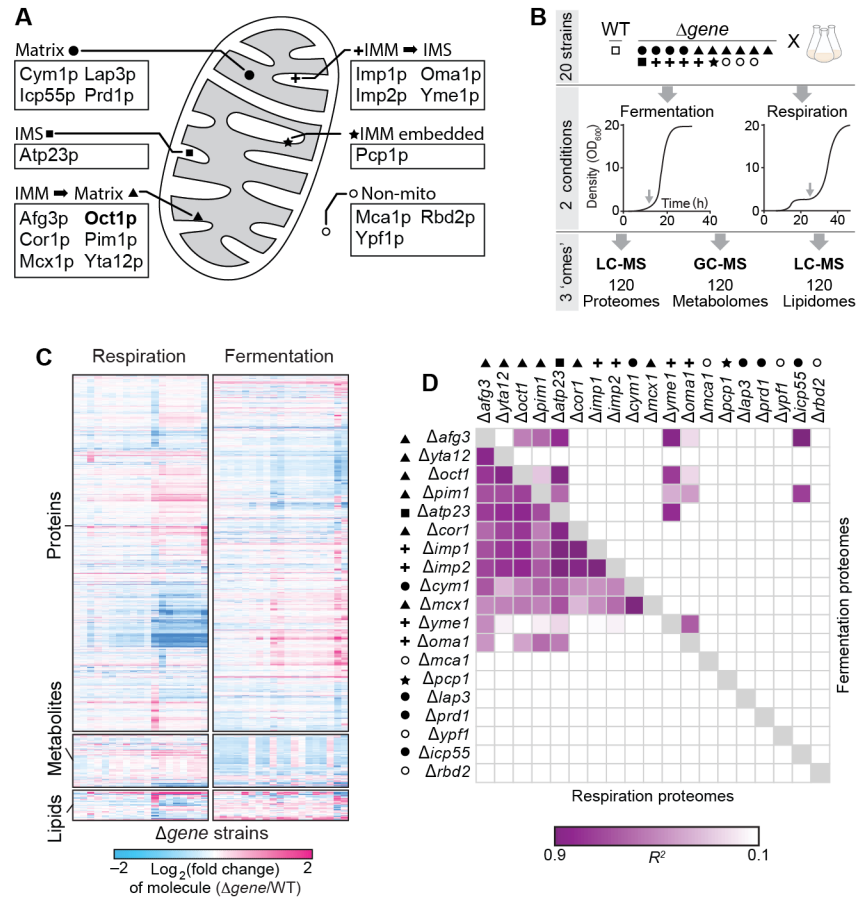 A
Matrix
Cym1p Lap3p
Icp55p Prd1p
IMS
Atp23p
IMM ➡ Matrix
Afg3p Oct1p
Cor1p Pim1p
Mcx1p Yta12p
IMM ➡ IMS
Imp1p Oma1p
Imp2p Yme1p
IMM embedded
Pcp1p
Non-mito
Mca1p Rbd2p
Ypf1p
B
20 strains
WT
Δgene
X
2 conditions
Fermentation
Respiration
Density (OD600)
20
10
0
0 20 40
Time (h)
20
10
0
0 20 40
3 ‘omes’
LC-MS
120
Proteomes
GC-MS
120
Metabolomes
LC-MS
120
Lipidomes
C
Respiration
Fermentation
Proteins
Metabolites
Lipids
Δgene strains
−2
2
Log2(fold change)
of molecule (Δgene/WT)
D
Δafg3
Δyta12
Δoct1
Δpim1
Δatp23
Δcor1
Δimp1
Δimp2
Δcym1
Δmcx1
Δyme1
Δoma1
Δmca1
Δpcp1
Δlap3
Δprd1
Δypf1
Δicp55
Δrbd2
Δafg3
Δyta12
Δoct1
Δpim1
Δatp23
Δcor1
Δimp1
Δimp2
Δcym1
Δmcx1
Δyme1
Δoma1
Δmca1
Δpcp1
Δlap3
Δprd1
Δypf1
Δicp55
Δrbd2
Fermentation proteomes
Respiration proteomes
0.9
R2
0.1